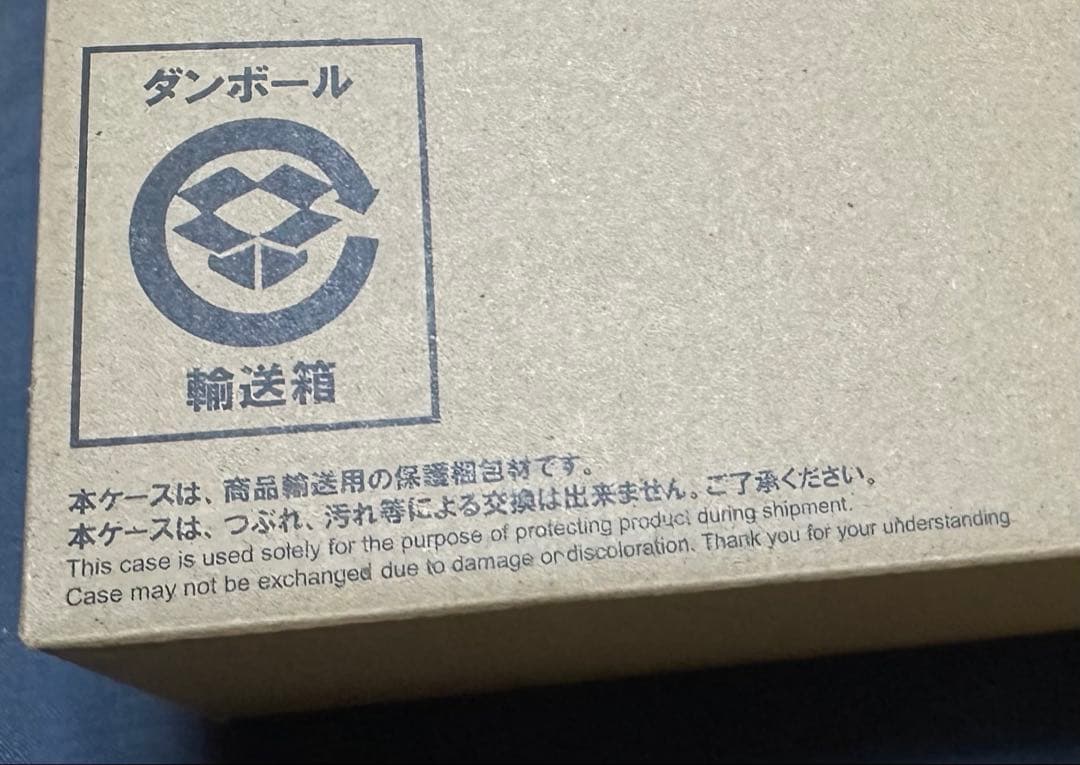 ダンボール
輸送箱
本ケースは、商品輸送用の保護梱包材です。
本ケースは、つぶれ、汚れ等による交換は出来ません。ご了承ください。
This case is used solely for the purpose of protecting product during shipment.
Case may not be exchanged due to damage or discoloration. Thank you for your understanding